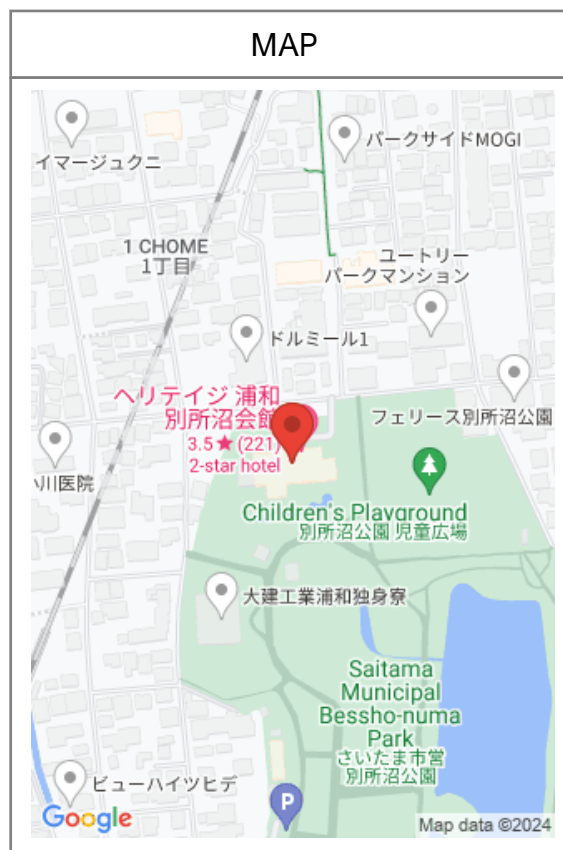 MAP
パークサイドMOGI
イマージュクニ
1 CHOME
1丁目
ユートリー
パークマンション
ドルミール1
ヘリテイジ 浦和
別所沼会館
3.5★ (221)
2-star hotel
フェリース別所沼公園
小川医院
Children's Playground
別所沼公園 児童広場
大建工業浦和独身寮
Saitama
Municipal
Bessho-numa
Park
さいたま市営
別所沼公園
ビューハイツヒデ
P
Google
Map data ©2024